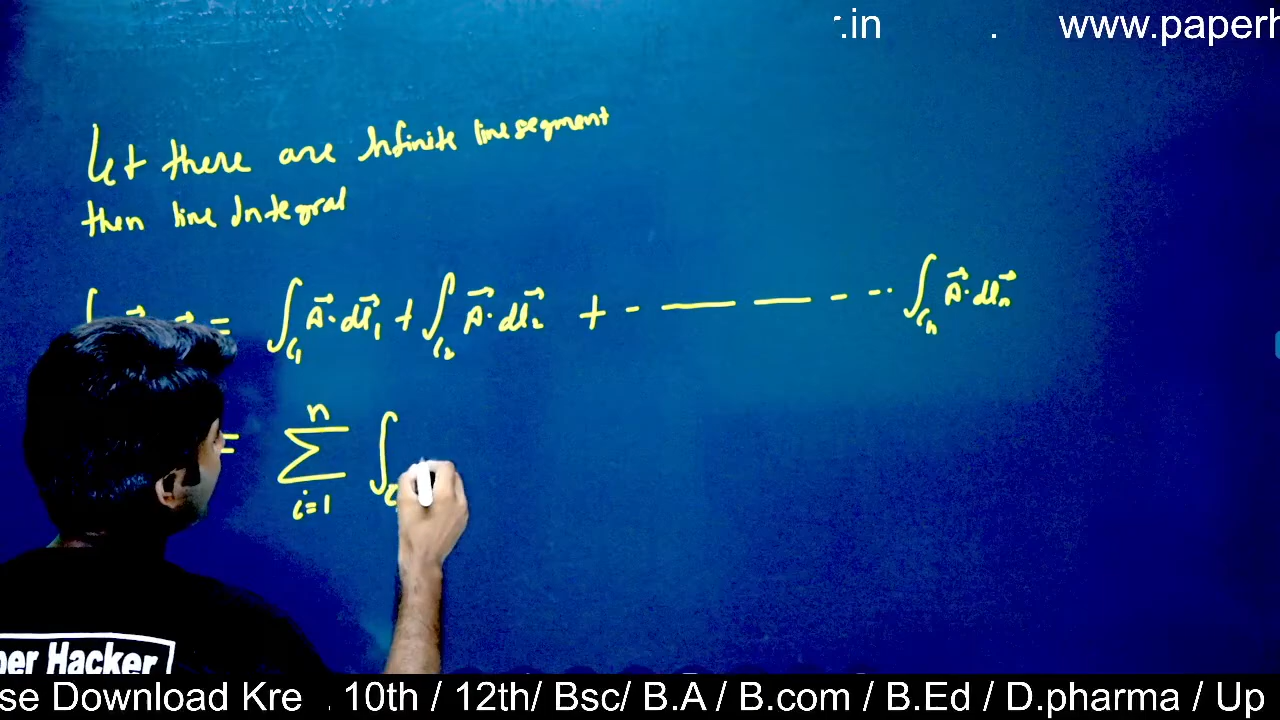 .in . www.paperh
Let there are Infinite line segment
then line Integral
∫ = ∫C₁ A⃗·dl⃗₁ + ∫C₂ A⃗·dl⃗₂ + - — — - -·· ∫Cₙ A⃗·dl⃗ₙ
= n∑i=1 ∫c
per Hacker
se Download Kre . 10th / 12th/ Bsc/ B.A / B.com / B.Ed / D.pharma / Up